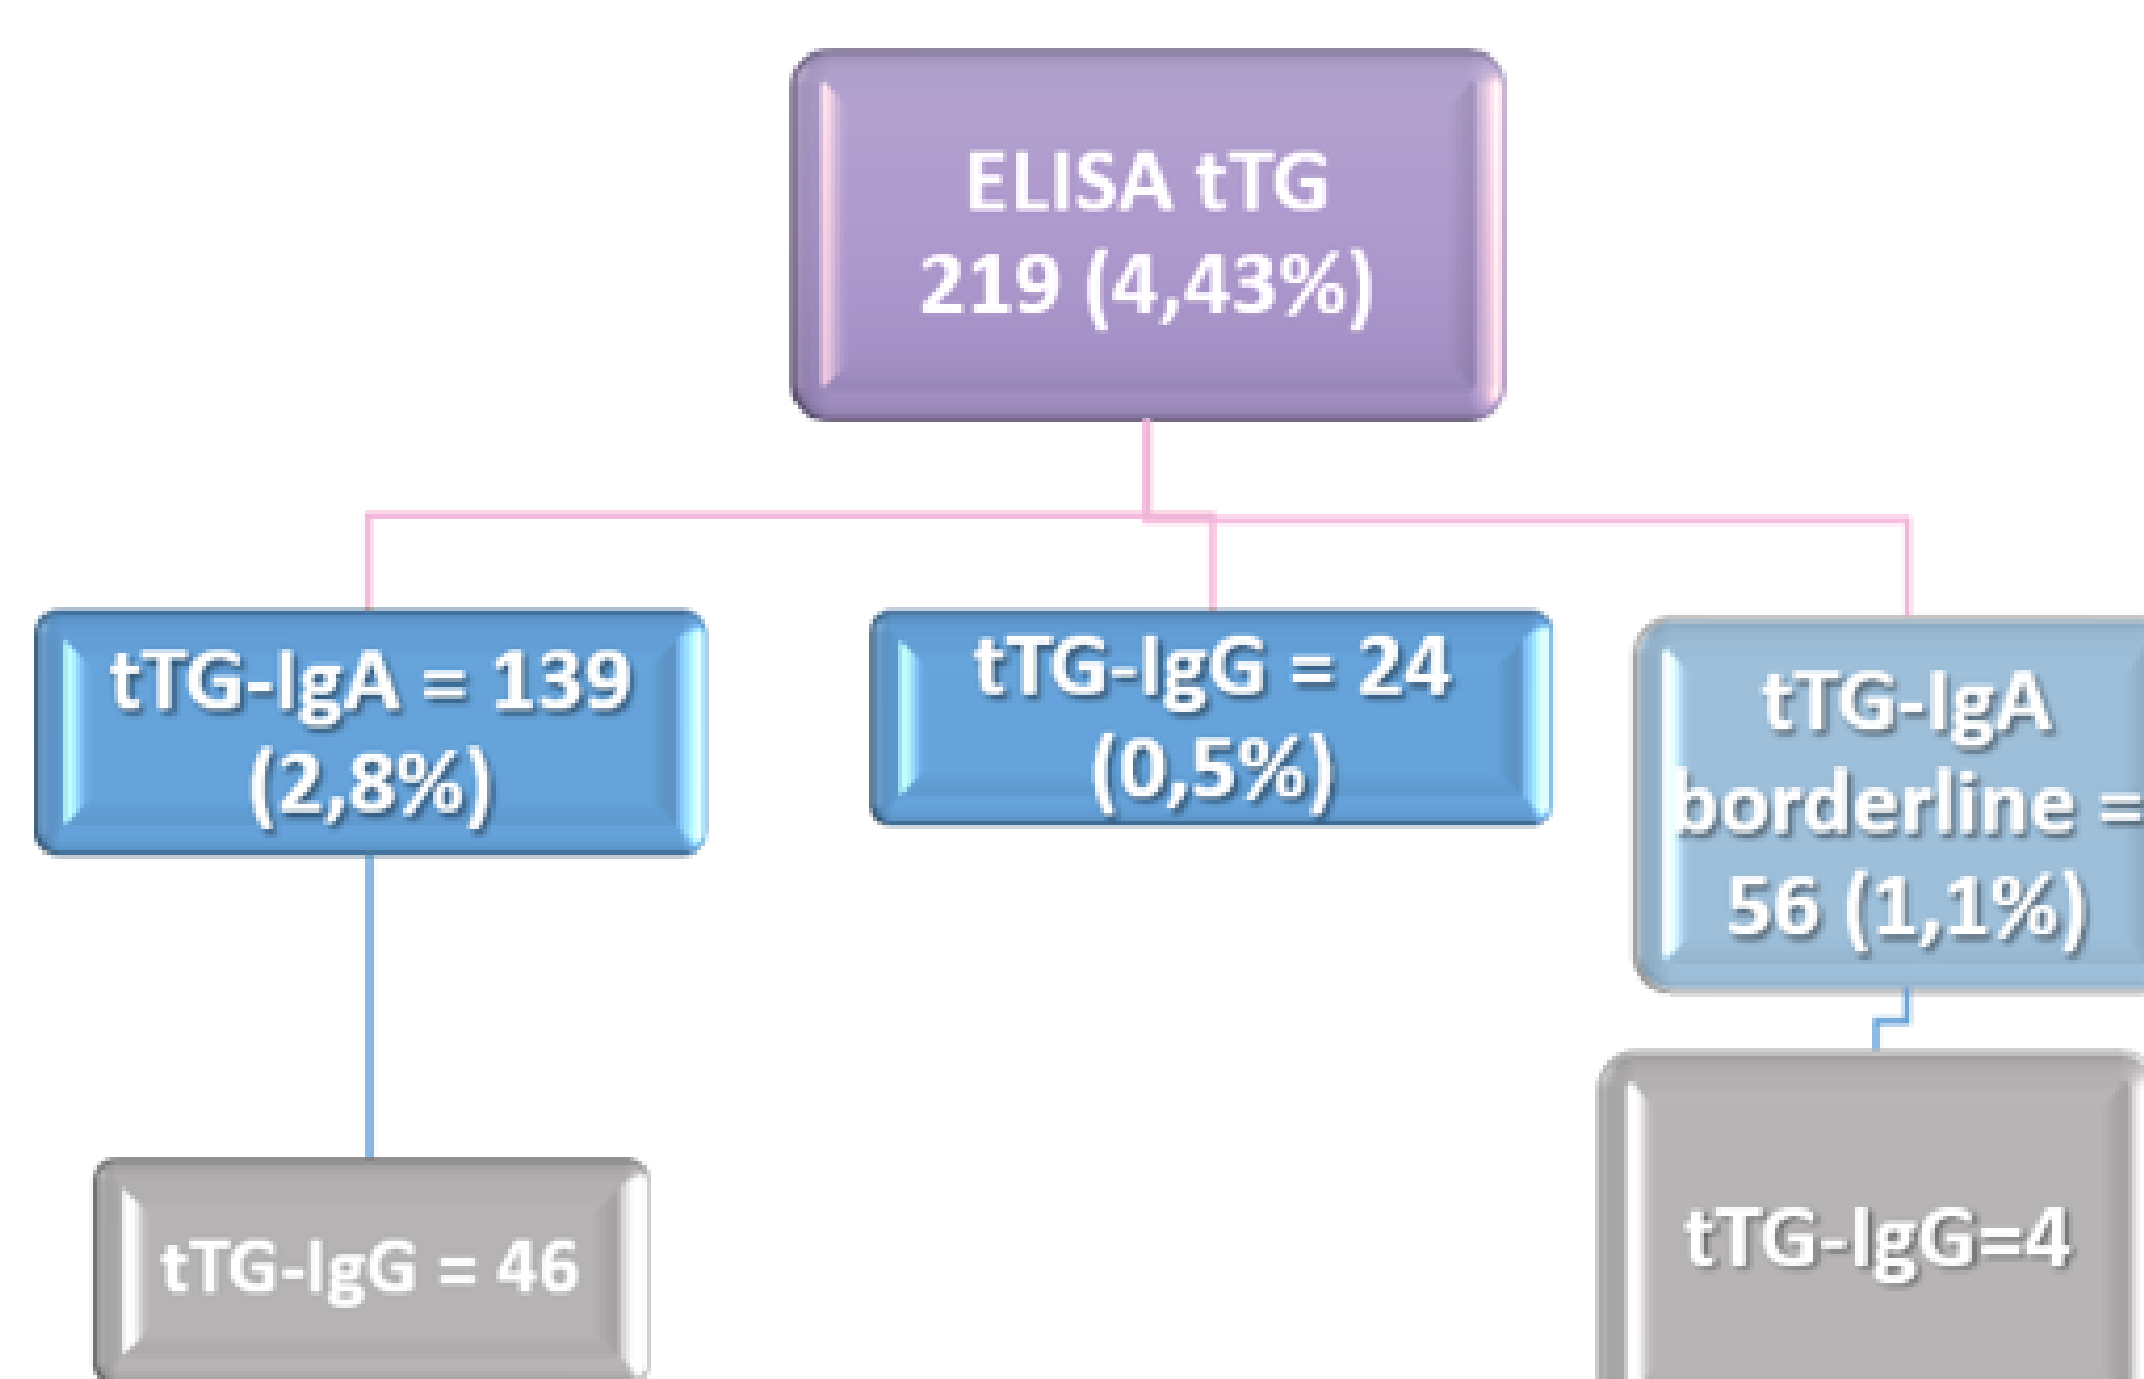 ELISA tTG
219 (4,43%)
tTG-IgA = 139
(2,8%)
tTG-IgG = 24
(0,5%)
tTG-IgA
borderline =
56 (1,1%)
tTG-IgG = 46
tTG-IgG=4